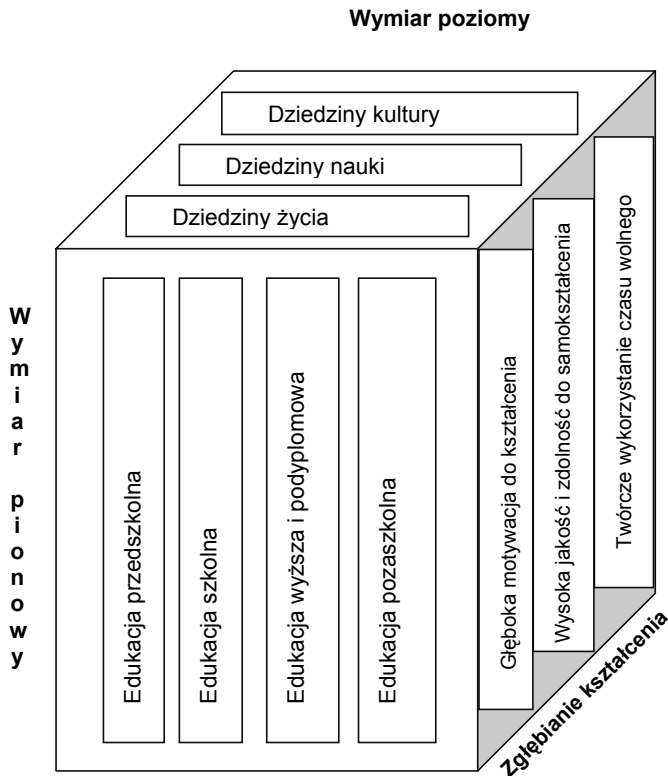 Wymiar poziomy
Dziedziny kultury
Dziedziny nauki
Dziedziny życia
Wymiar pionowy
Edukacja przedszkolna
Edukacja szkolna
Edukacja wyższa i podyplomowa
Edukacja pozaszkolna
Głęboka motywacja do kształcenia
Wysoka jakość i zdolność do samokształcenia
Twórcze wykorzystanie czasu wolnego
Zgłębianie kształcenia